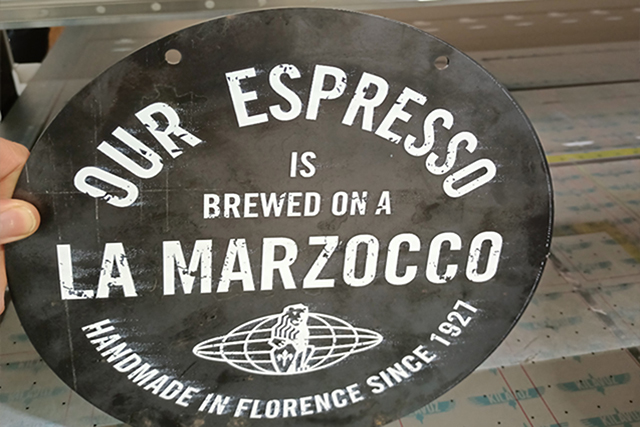 OUR ESPRESSO
IS
BREWED ON A
LA MARZOCCO
HANDMADE IN FLORENCE SINCE 1927